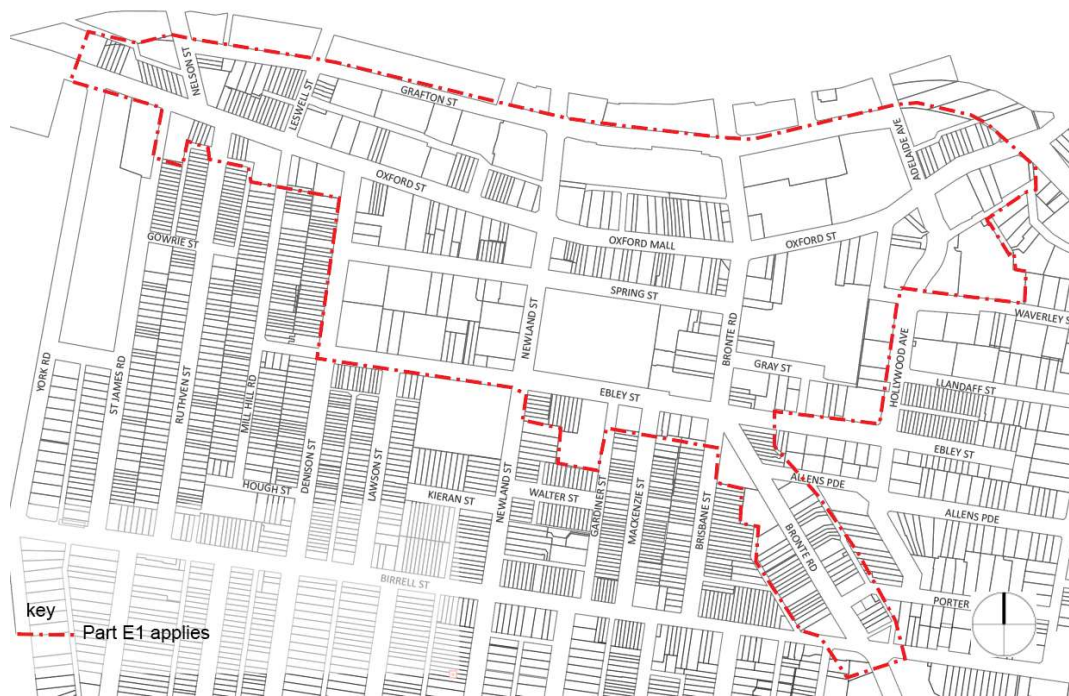 NELSON ST
LESWELL ST
GRAFTON ST
ADELAIDE AVE
OXFORD ST
OXFORD MALL
OXFORD ST
GOWRIE ST
SPRING ST
WAVERLEY S
NEWLAND ST
BRONTE RD
HOLLYWOOD AVE
GRAY ST
LLANDAFF ST
YORK RD
ST JAMES RD
RUTHVEN ST
MILL HILL RD
EBLEY ST
EBLEY ST
DENISON ST
LAWSON ST
HOUGH ST
KIERAN ST
NEWLAND ST
WALTER ST
GARDINER ST
MACKENZIE ST
BRISBANE ST
ALLENS PDE
ALLENS PDE
BRONTE RD
BIRRELL ST
PORTER
key
Part E1 applies